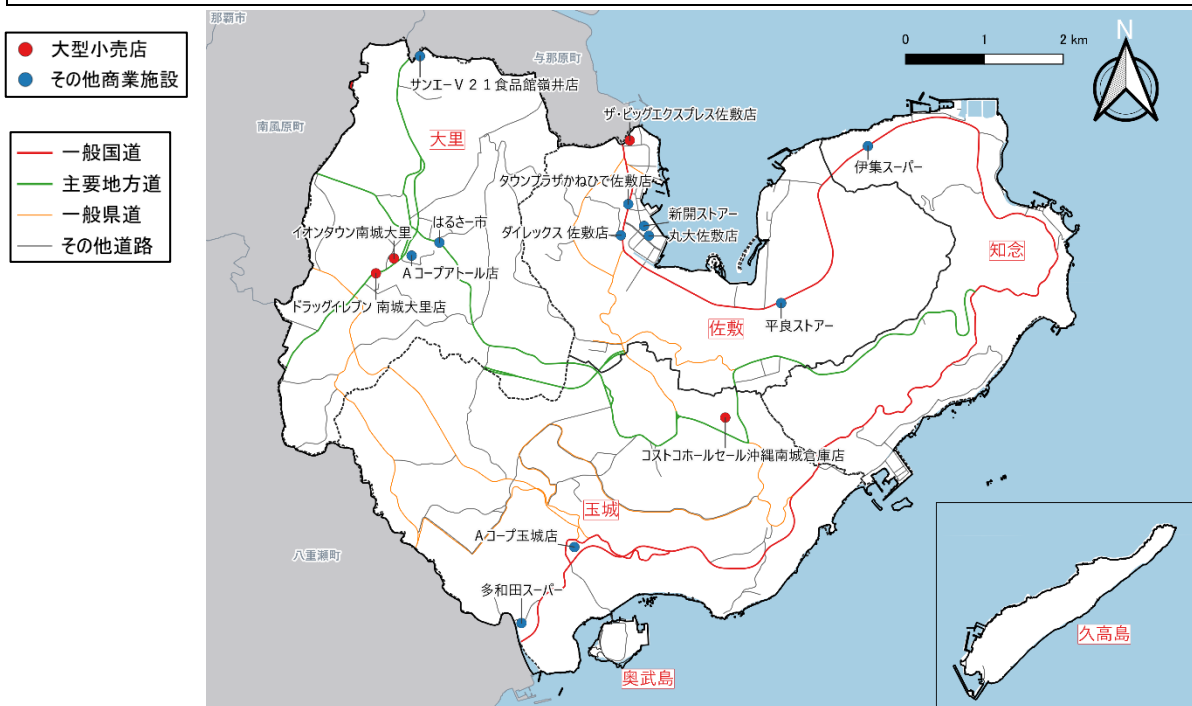 大型小売店
その他商業施設
一般国道
主要地方道
一般県道
その他道路
那覇市
与那原町
南風原町
八重瀬町
0 1 2 km
N
サンエーV21食品館嶺井店
大里
ザ・ビッグエクスプレス佐敷店
伊集スーパー
タウンプラザかねひで佐敷店
新開ストアー
ダイレックス 佐敷店
丸大佐敷店
はるさー市
イオンタウン南城大里
Aコープアトール店
ドラッグイレブン 南城大里店
知念
佐敷
平良ストアー
コストコホールセール沖縄南城倉庫店
玉城
Aコープ玉城店
多和田スーパー
奥武島
久高島